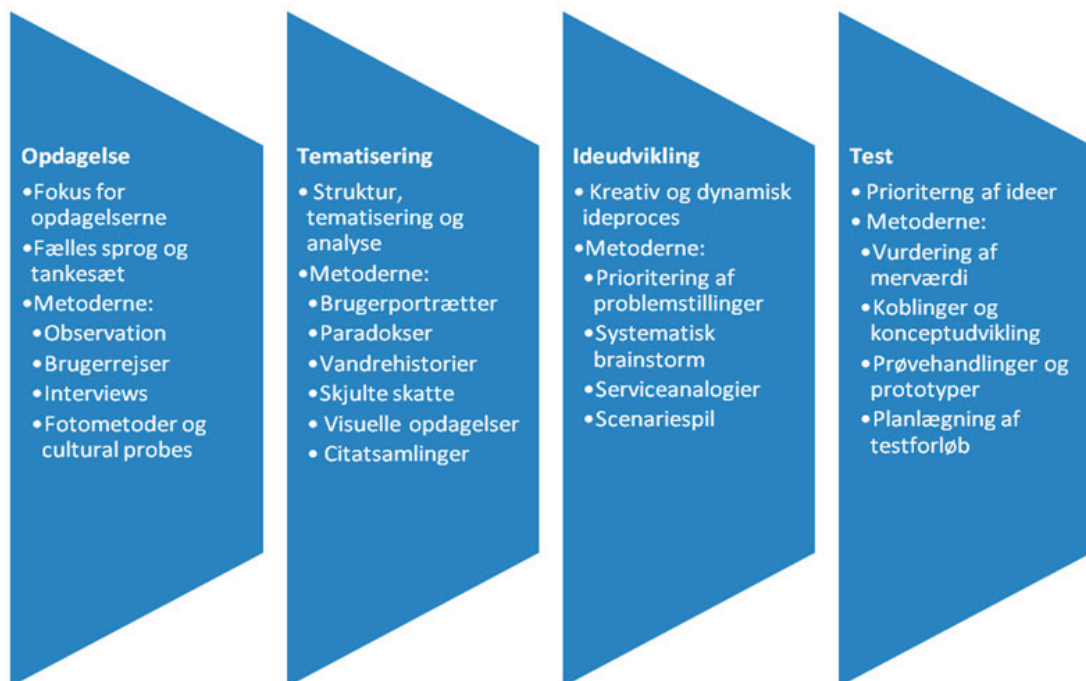 Opdagelse
•Fokus for
opdagelserne
•Fælles sprog og
tankesæt
•Metoderne:
•Observation
•Brugerrejser
•Interviews
•Fotometoder og
cultural probes
Tematisering
• Struktur,
tematisering og
analyse
•Metoderne:
•Brugerportrætter
•Paradokser
•Vandrehistorier
•Skjulte skatte
• Visuelle opdagelser
• Citatsamlinger
Ideudvikling
• Kreativ og dynamisk
ideproces
•Metoderne:
•Prioritering af
problemstillinger
•Systematisk
brainstorm
•Serviceanalogier
•Scenariespil
Test
• Prioriterng af ideer
• Metoderne:
•Vurdering af
merværdi
•Koblinger og
konceptudvikling
•Prøvehandlinger og
prototyper
•Planlægning af
testforløb